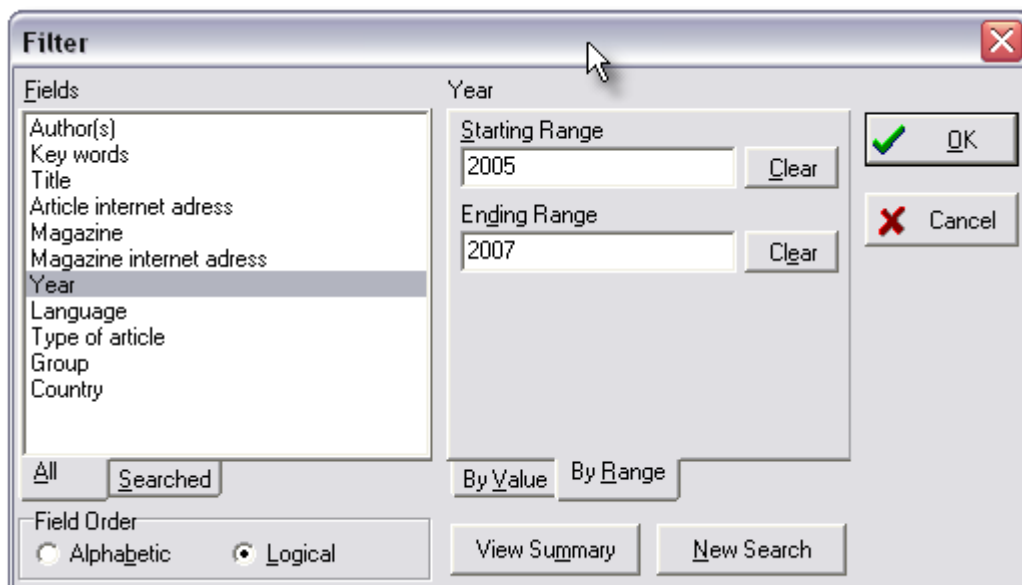 Filter
Fields
Author(s)
Key words
Title
Article internet adress
Magazine
Magazine internet adress
Year
Language
Type of article
Group
Country
All
Searched
Field Order
Alphabetic
Logical
Year
Starting Range
2005
Clear
Ending Range
2007
Clear
By Value
By Range
View Summary
New Search
OK
Cancel